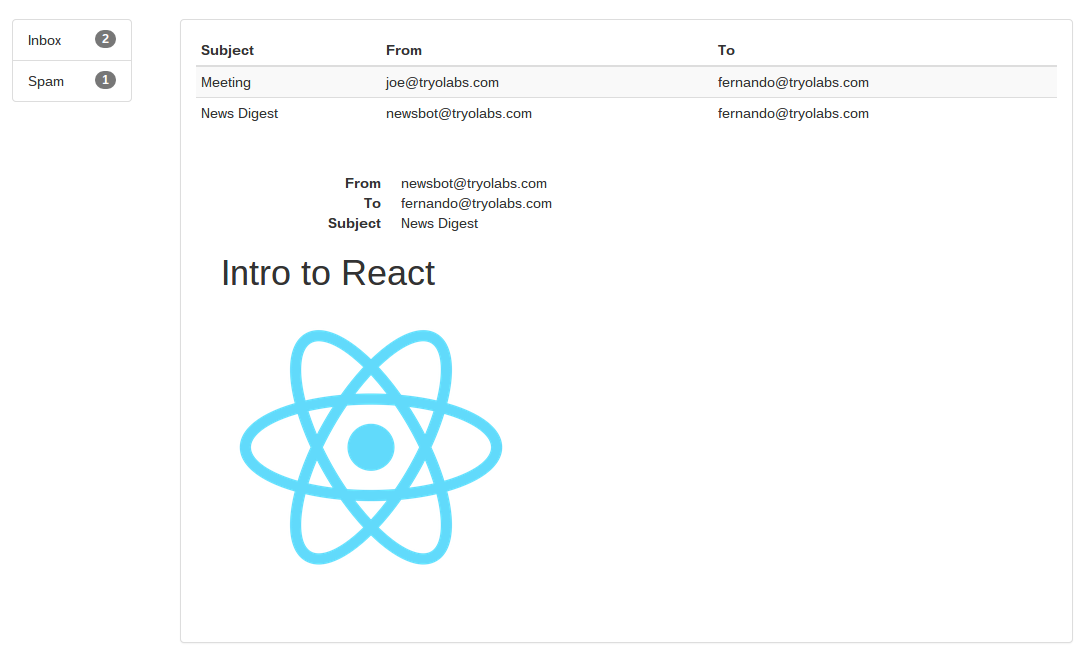 Inbox 2
Spam 1
Subject From To
Meeting joe@tryolabs.com fernando@tryolabs.com
News Digest newsbot@tryolabs.com fernando@tryolabs.com
From newsbot@tryolabs.com
To fernando@tryolabs.com
Subject News Digest
Intro to React